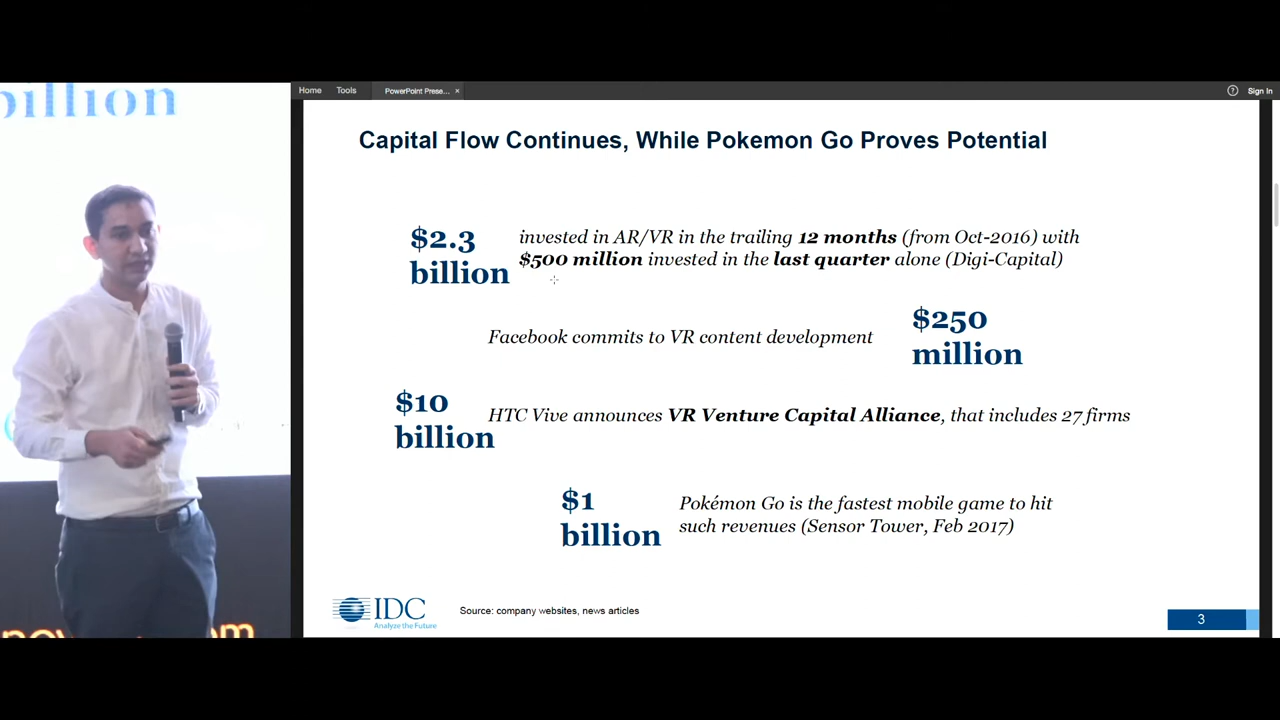 billion
Home Tools PowerPoint Prese... × ? Sign In
Capital Flow Continues, While Pokemon Go Proves Potential
$2.3
billion
invested in AR/VR in the trailing 12 months (from Oct-2016) with
$500 million invested in the last quarter alone (Digi-Capital)
Facebook commits to VR content development
$250
million
$10
billion
HTC Vive announces VR Venture Capital Alliance, that includes 27 firms
$1
billion
Pokémon Go is the fastest mobile game to hit
such revenues (Sensor Tower, Feb 2017)
IDC
Analyze the Future
Source: company websites, news articles
3